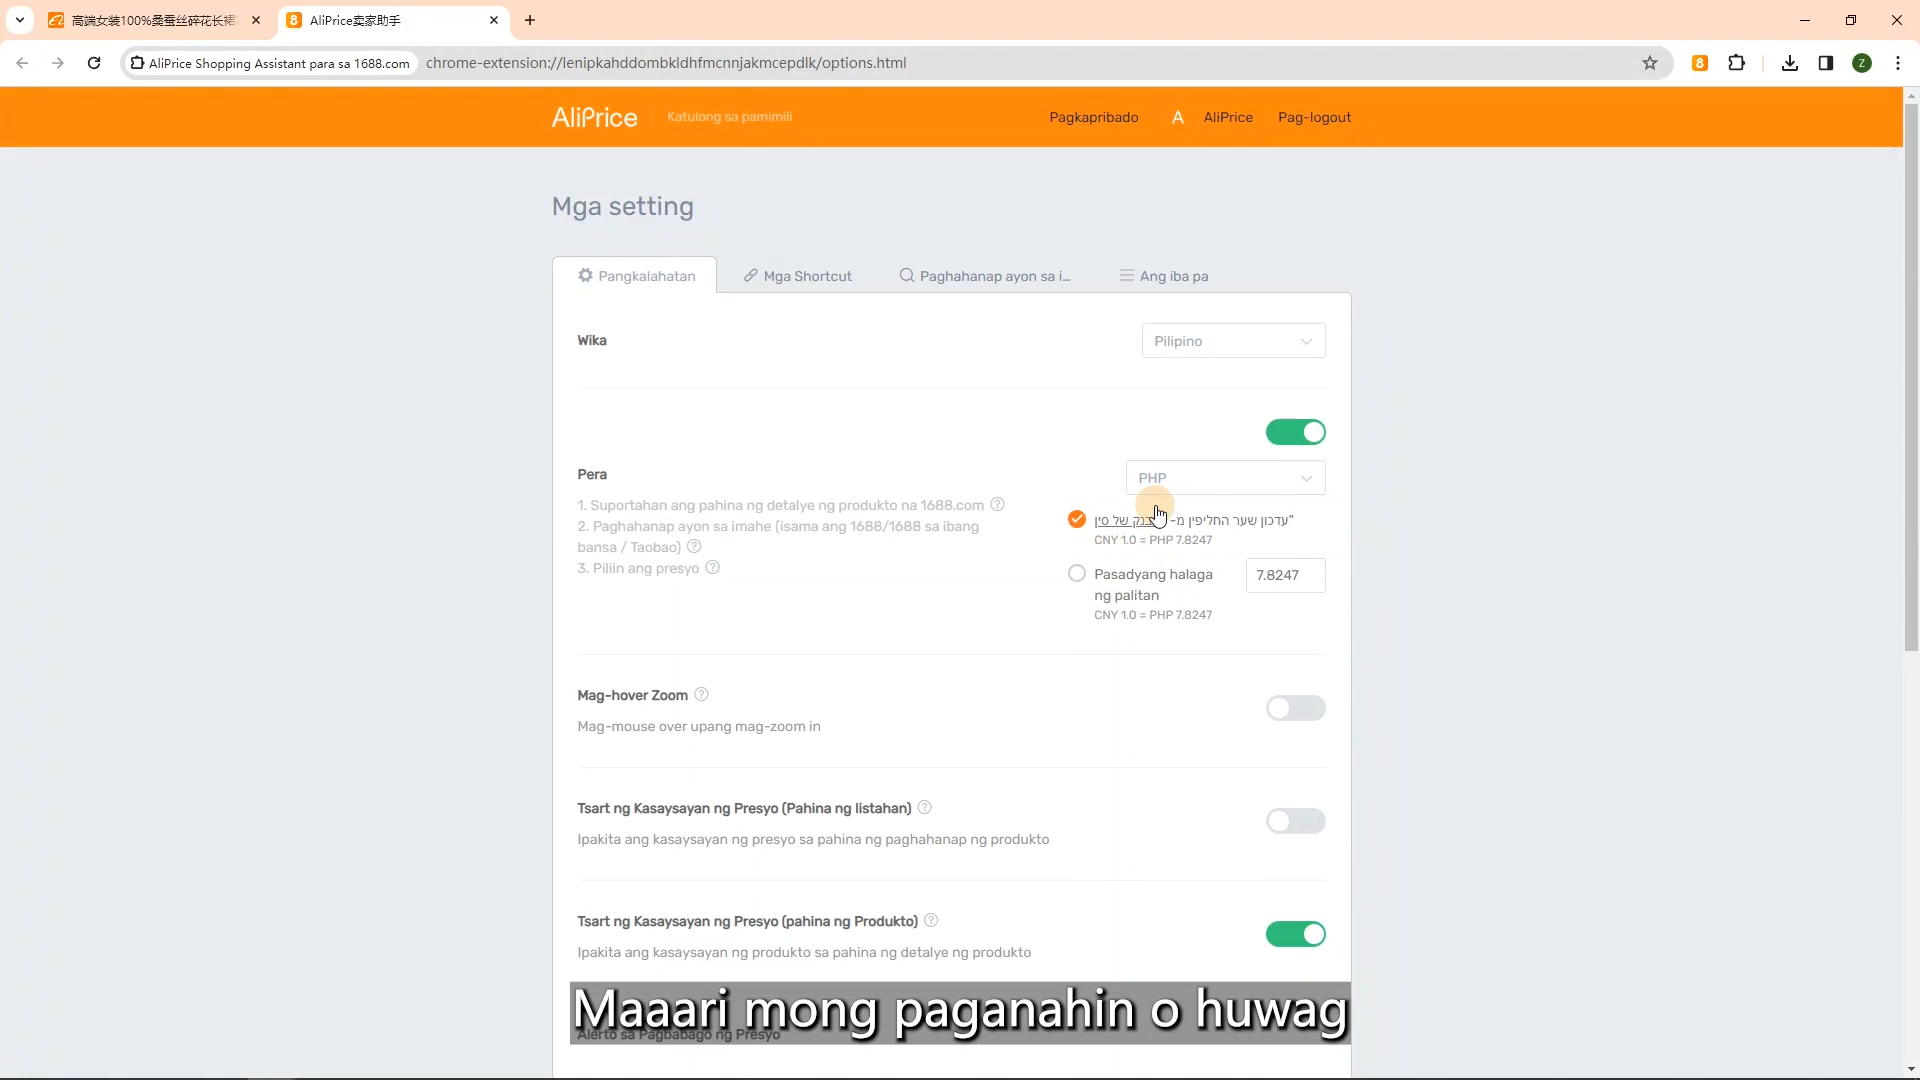 高端女装100%桑蚕丝碎花长裙
AliPrice卖家助手
AliPrice Shopping Assistant para sa 1688.com
chrome-extension://lenipkahddombkldhfmcnnjakmcepdlk/options.html
Z
AliPrice
Katulong sa pamimili
Pagkapribado
A
AliPrice
Pag-logout
Mga setting
Pangkalahatan
Mga Shortcut
Paghahanap ayon sa i...
Ang iba pa
Wika
Pilipino
Pera
PHP
1. Suportahan ang pahina ng detalye ng produkto na 1688.com
2. Paghahanap ayon sa imahe (isama ang 1688/1688 sa ibang
bansa / Taobao)
3. Piliin ang presyo
"עדכון שער החליפין מ- של סין
CNY 1.0 = PHP 7.8247
Pasadyang halaga
ng palitan
7.8247
CNY 1.0 = PHP 7.8247
Mag-hover Zoom
Mag-mouse over upang mag-zoom in
Tsart ng Kasaysayan ng Presyo (Pahina ng listahan)
Ipakita ang kasaysayan ng presyo sa pahina ng paghahanap ng produkto
Tsart ng Kasaysayan ng Presyo (pahina ng Produkto)
Ipakita ang kasaysayan ng produkto sa pahina ng detalye ng produkto
Maaari mong paganahin o huwag
Alerto sa Pagbabago ng Presyo